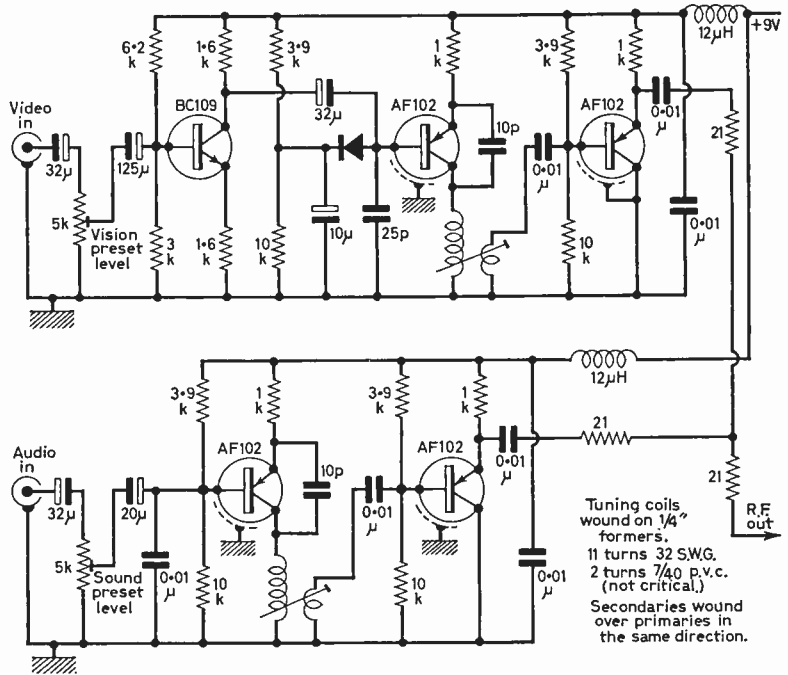 12µH
+9V
6·2
k
1·6
k
3·9
k
1
k
3·9
k
1
k
Video
in
BC109
32µ
AF102
10p
AF102
0·01
µ
21
32µ
125µ
0·01
µ
5k
Vision
preset
level
3
k
1·6
k
10
k
10µ
25p
10
k
0·01
µ
12µH
3·9
k
1
k
3·9
k
1
k
21
Audio
in
AF102
10p
AF102
0·01
µ
21
32µ
20µ
0·01
µ
R.F.
out
5k
Sound
preset
level
0·01
µ
10
k
10
k
0·01
µ
Tuning coils
wound on 1/4"
formers.
11 turns 32 S.W.G.
2 turns 7/40 p.v.c.
(not critical.)
Secondaries wound
over primaries in
the same direction.